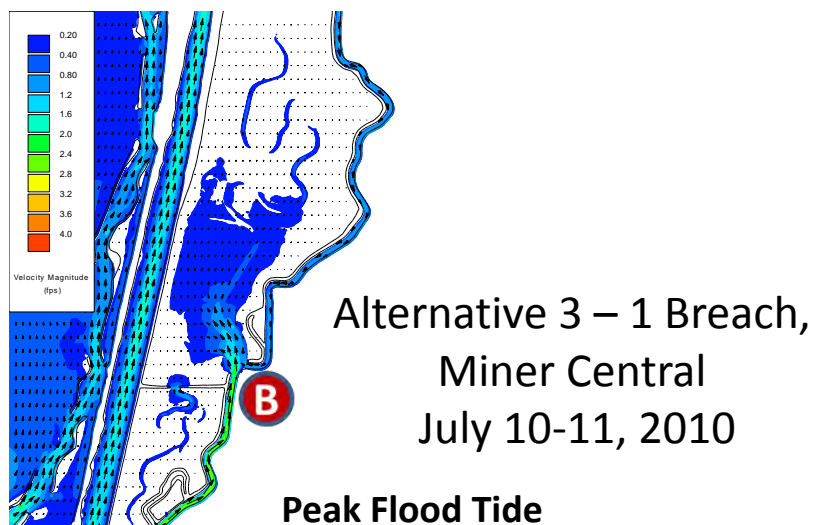 0.20
0.40
0.80
1.2
1.6
2.0
2.4
2.8
3.2
3.6
4.0
Velocity Magnitude
(fps)
B
Alternative 3 – 1 Breach,
Miner Central
July 10-11, 2010
Peak Flood Tide